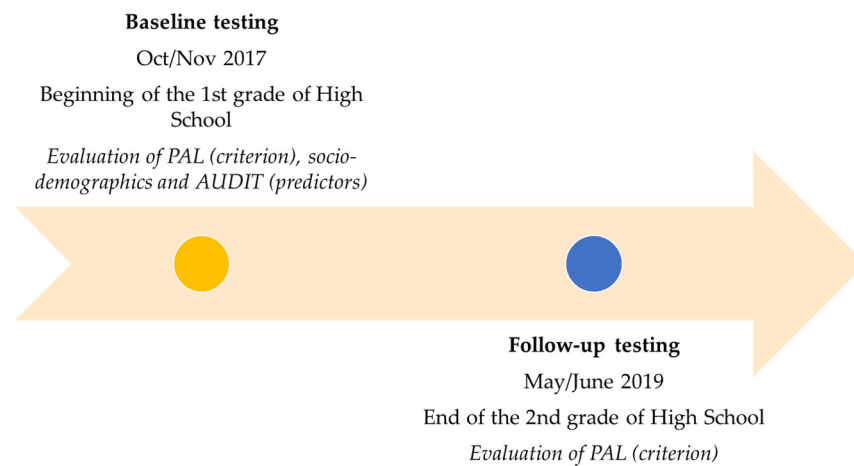 Baseline testing
Oct/Nov 2017
Beginning of the 1st grade of High
School
Evaluation of PAL (criterion), socio-
demographics and AUDIT (predictors)
Follow-up testing
May/June 2019
End of the 2nd grade of High School
Evaluation of PAL (criterion)